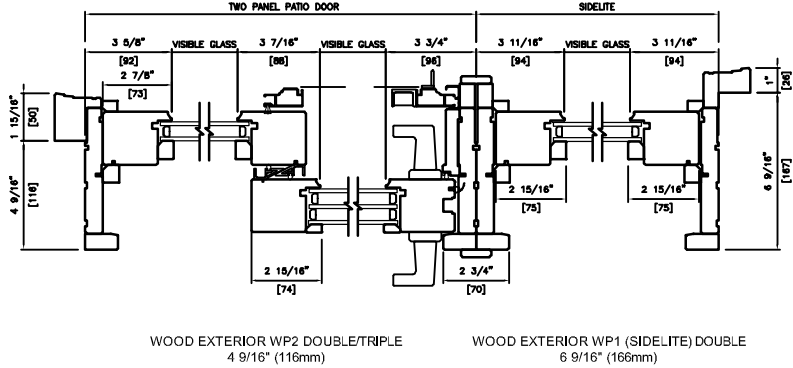 TWO PANEL PATIO DOOR
SIDELITE
3 5/8" VISIBLE GLASS 3 7/16" VISIBLE GLASS 3 3/4" 3 11/16" VISIBLE GLASS 3 11/16"
[92] [88] [96] [94] [94]
2 7/8"
[73]
1 15/16"
[50]
1"
[26]
4 9/16"
[116]
6 9/16"
[167]
2 15/16" 2 15/16"
[75] [75]
2 15/16" 2 3/4"
[74] [70]
WOOD EXTERIOR WP2 DOUBLE/TRIPLE
4 9/16" (116mm)
WOOD EXTERIOR WP1 (SIDELITE) DOUBLE
6 9/16" (166mm)